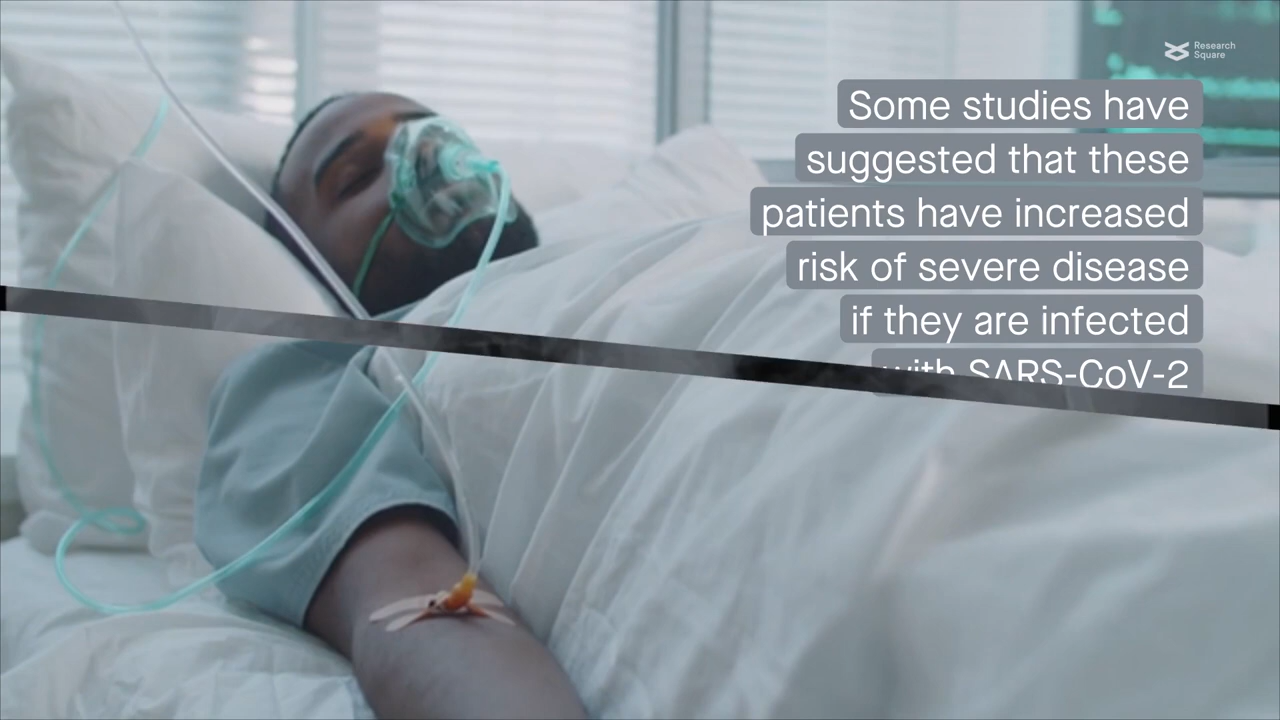 Research
Square
Some studies have
suggested that these
patients have increased
risk of severe disease
if they are infected
with SARS-CoV-2